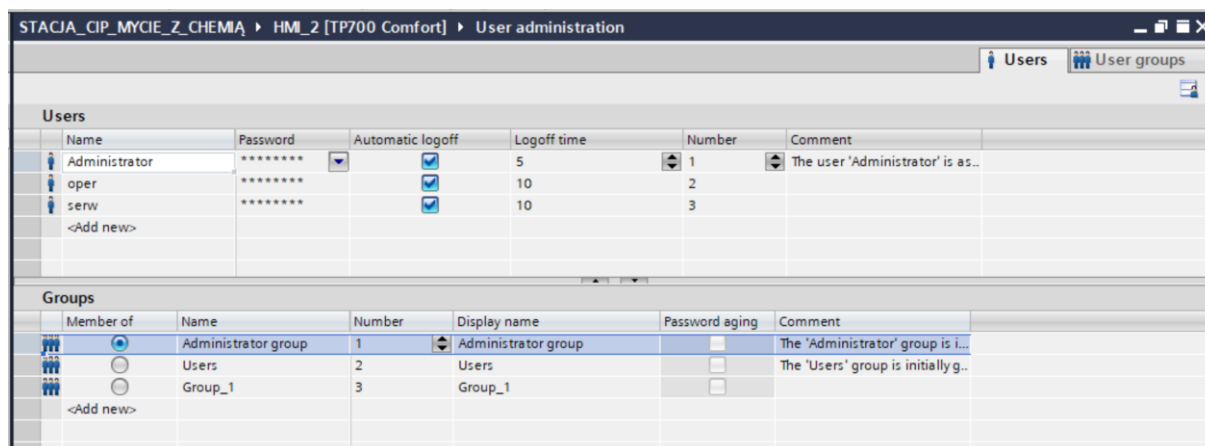 STACJA_CIP_MYCIE_Z_CHEMIĄ ▸ HMI_2 [TP700 Comfort] ▸ User administration
Users User groups
Users
Name Password Automatic logoff Logoff time Number Comment
Administrator ******** 5 1 The user 'Administrator' is as...
oper ******** 10 2
serw ******** 10 3
<Add new>
Groups
Member of Name Number Display name Password aging Comment
Administrator group 1 Administrator group The 'Administrator' group is i...
Users 2 Users The 'Users' group is initially g...
Group_1 3 Group_1
<Add new>